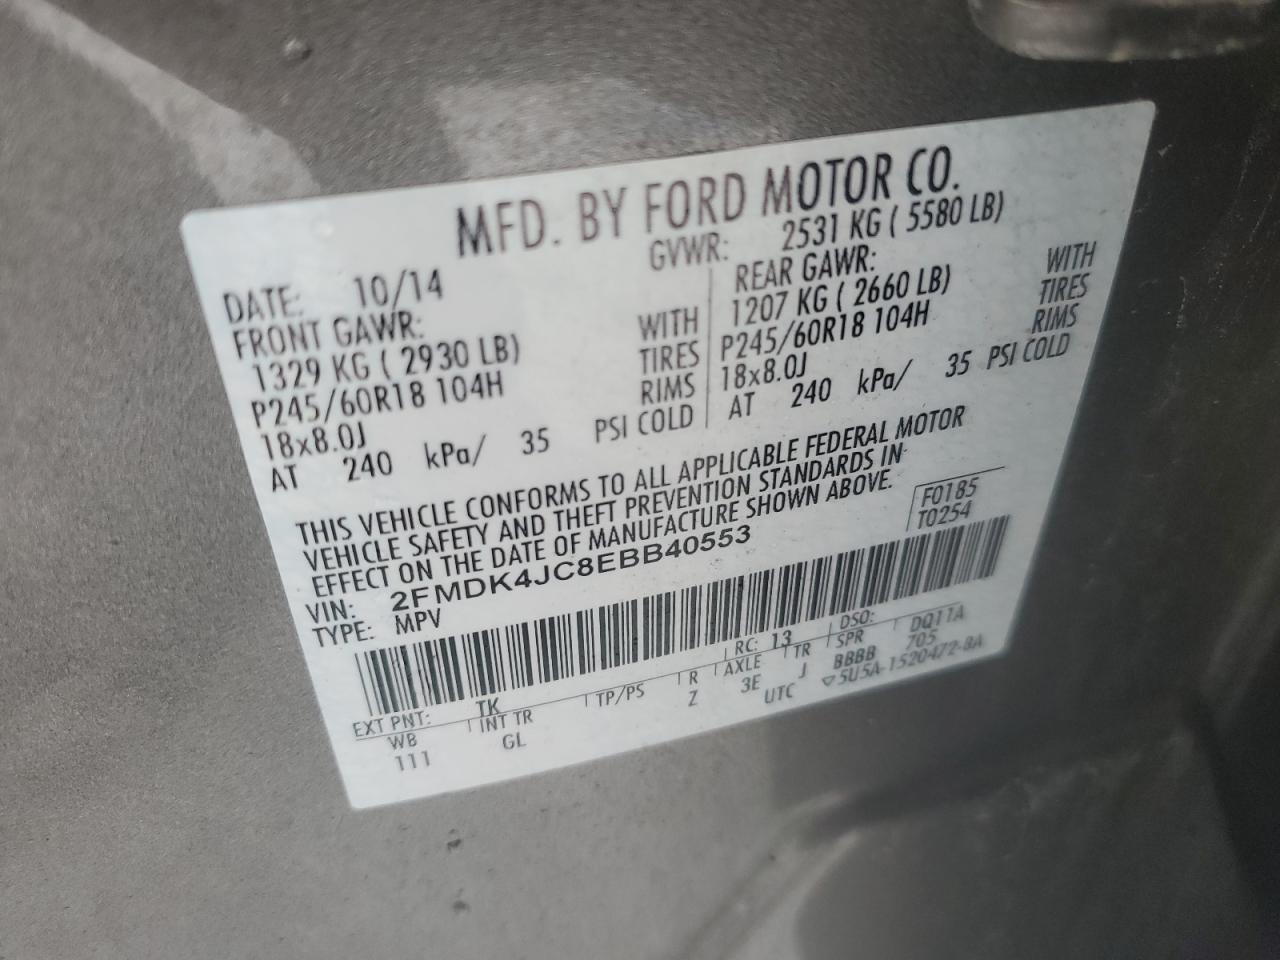 MFD. BY FORD MOTOR CO.
DATE: 10/14 GVWR: 2531 KG ( 5580 LB)
FRONT GAWR: REAR GAWR:
1329 KG ( 2930 LB) WITH 1207 KG ( 2660 LB) WITH
P245/60R18 104H TIRES P245/60R18 104H TIRES
18x8.0J RIMS 18x8.0J RIMS
AT 240 kPa/ 35 PSI COLD AT 240 kPa/ 35 PSI COLD
THIS VEHICLE CONFORMS TO ALL APPLICABLE FEDERAL MOTOR
VEHICLE SAFETY AND THEFT PREVENTION STANDARDS IN
EFFECT ON THE DATE OF MANUFACTURE SHOWN ABOVE.
F0185
T0254
VIN: 2FMDK4JC8EBB40553
TYPE: MPV
EXT PNT: TK RC: 13 DSO:
WB INT TR TP/PS R AXLE TR SPR DQ11A
111 GL Z 3E J BBBB 705
UTC ▽5U5A-1520472-BA